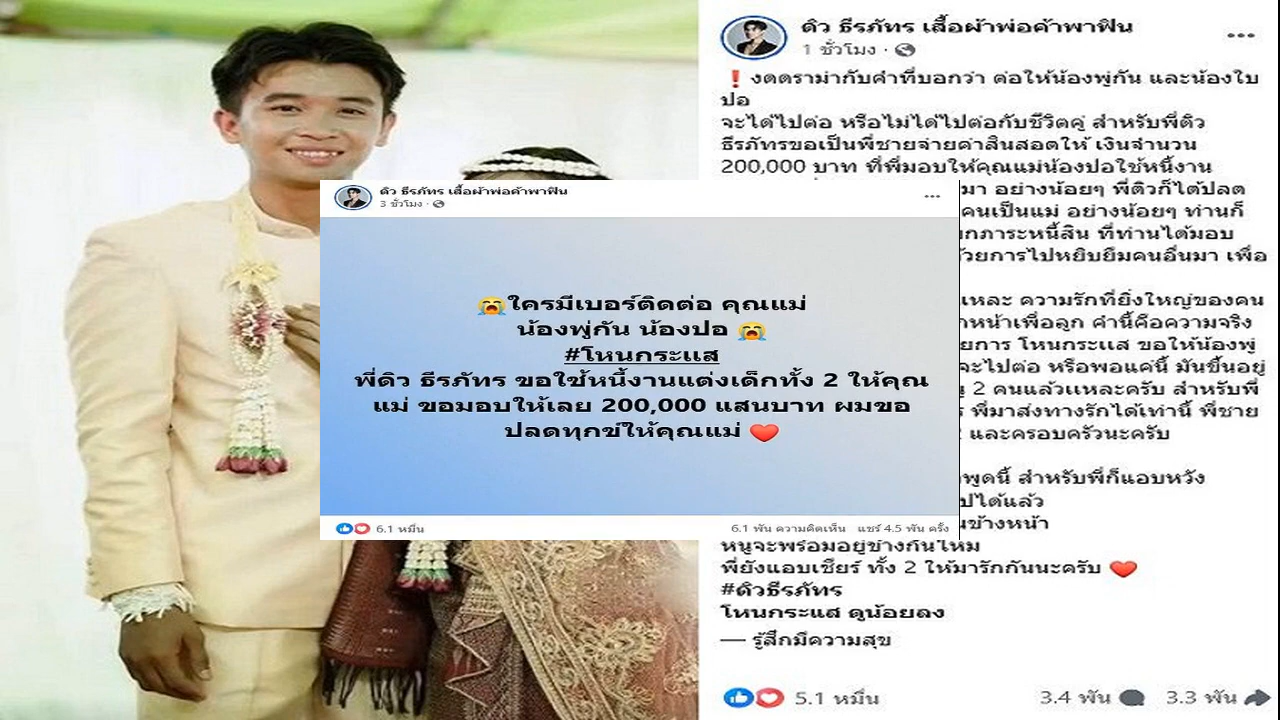 ดิว ธีรภัทร เสื้อผ้าพ่อค้าพาฟิน
1 ชั่วโมง ·
❗งดดราม่ากับคำที่บอกว่า ต่อให้น้องพู่กัน และน้องใบ
ปอ
จะได้ไปต่อ หรือไม่ได้ไปต่อกับชีวิตคู่ สำหรับพี่ดิว
ธีรภัทรขอเป็นพี่ชายจ่ายค่าสินสอดให้ เงินจำนวน
200,000 บาท ที่พี่มอบให้คุณแม่น้องปอใช้หนี้งาน
มา อย่างน้อยๆ พี่ดิวก็ได้ปลด
คนเป็นแม่ อย่างน้อยๆ ท่านก็
กภาระหนี้สิน ที่ท่านได้มอบ
ด้วยการไปหยิบยืมคนอื่นมา เพื่อ
เหละ ความรักที่ยิ่งใหญ่ของคน
หน้าเพื่อลูก คำนี้คือความจริง
ยการ โหนกระแส ขอให้น้องพู่
จะไปต่อ หรือพอแค่นี้ มันขึ้นอยู่
2 คนแล้วแหละครับ สำหรับพี่
พี่มาส่งทางรักได้เท่านี้ พี่ชาย
และครอบครัวนะครับ
พูดนี้ สำหรับพี่ก็แอบหวัง
ปได้แล้ว
นข้างหน้า
หนูจะพร้อมอยู่ข้างกันไหม
พี่ยังแอบเชียร์ ทั้ง 2 ให้มารักกันนะครับ ❤️
#ดิวธีรภัทร
โหนกระแส ดูน้อยลง
— รู้สึกมีความสุข
5.1 หมื่น 3.4 พัน 3.3 พัน
ดิว ธีรภัทร เสื้อผ้าพ่อค้าพาฟิน
3 ชั่วโมง ·
😭ใครมีเบอร์ติดต่อ คุณแม่
น้องพู่กัน น้องปอ 😭
#โหนกระแส
พี่ดิว ธีรภัทร ขอใช้หนี้งานแต่งเด็กทั้ง 2 ให้คุณ
แม่ ขอมอบให้เลย 200,000 แสนบาท ผมขอ
ปลดทุกข์ให้คุณแม่ ❤️
6.1 หมื่น 6.1 พัน ความคิดเห็น แชร์ 4.5 พัน ครั้ง